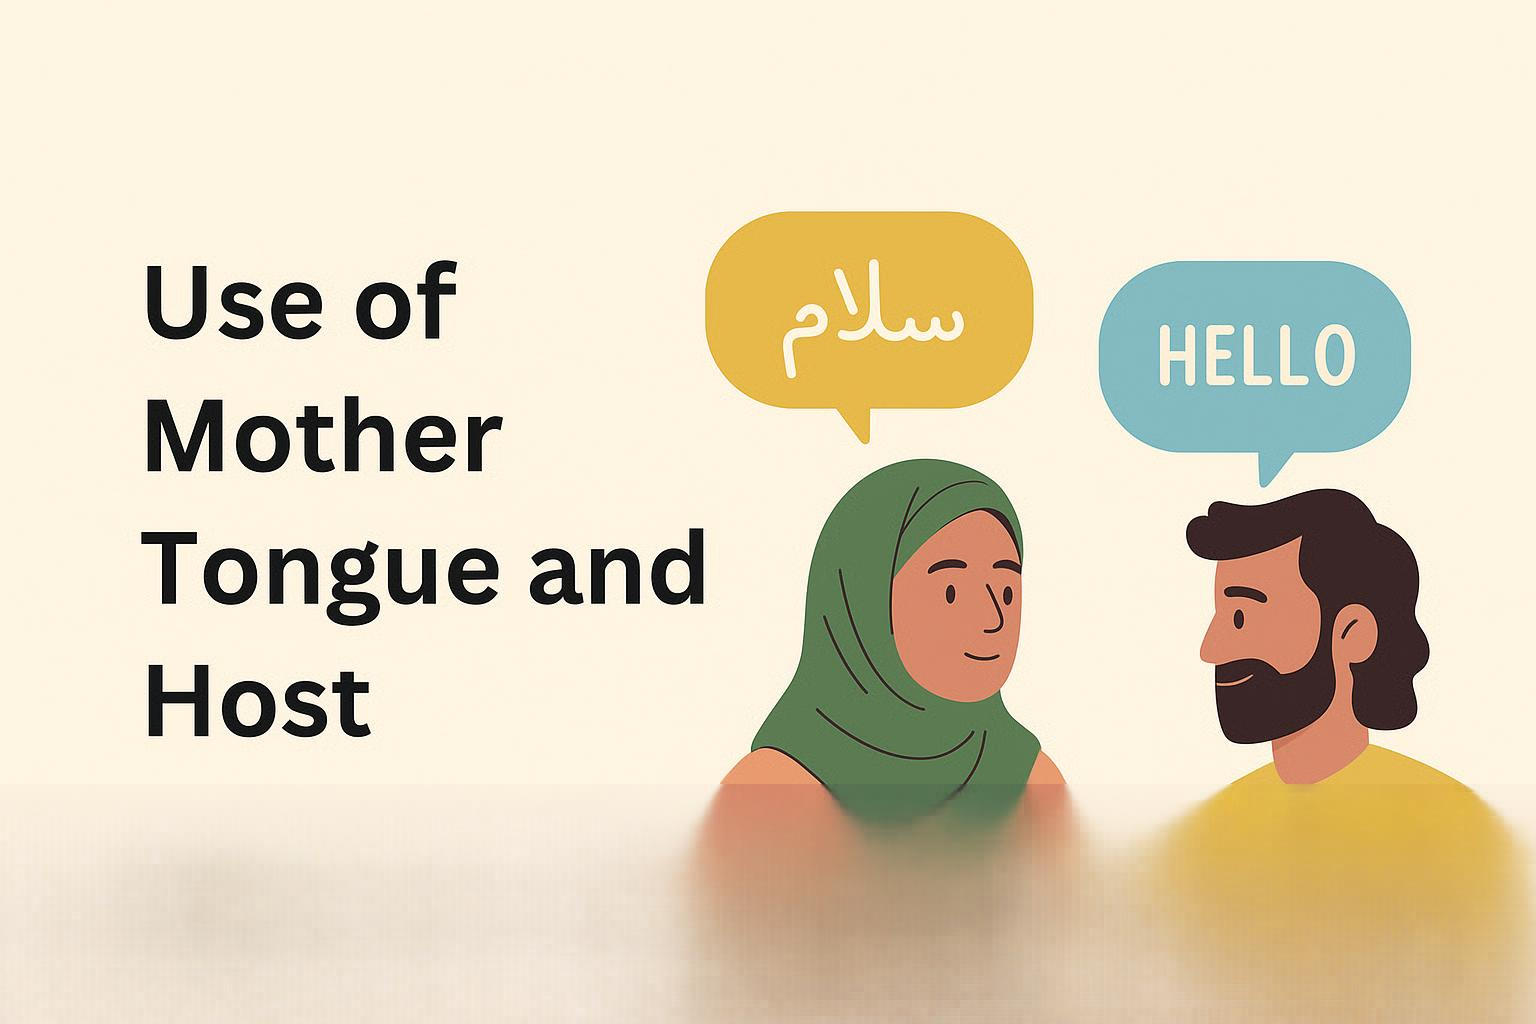 Use of
Mother
Tongue and
Host
سلام
HELLO